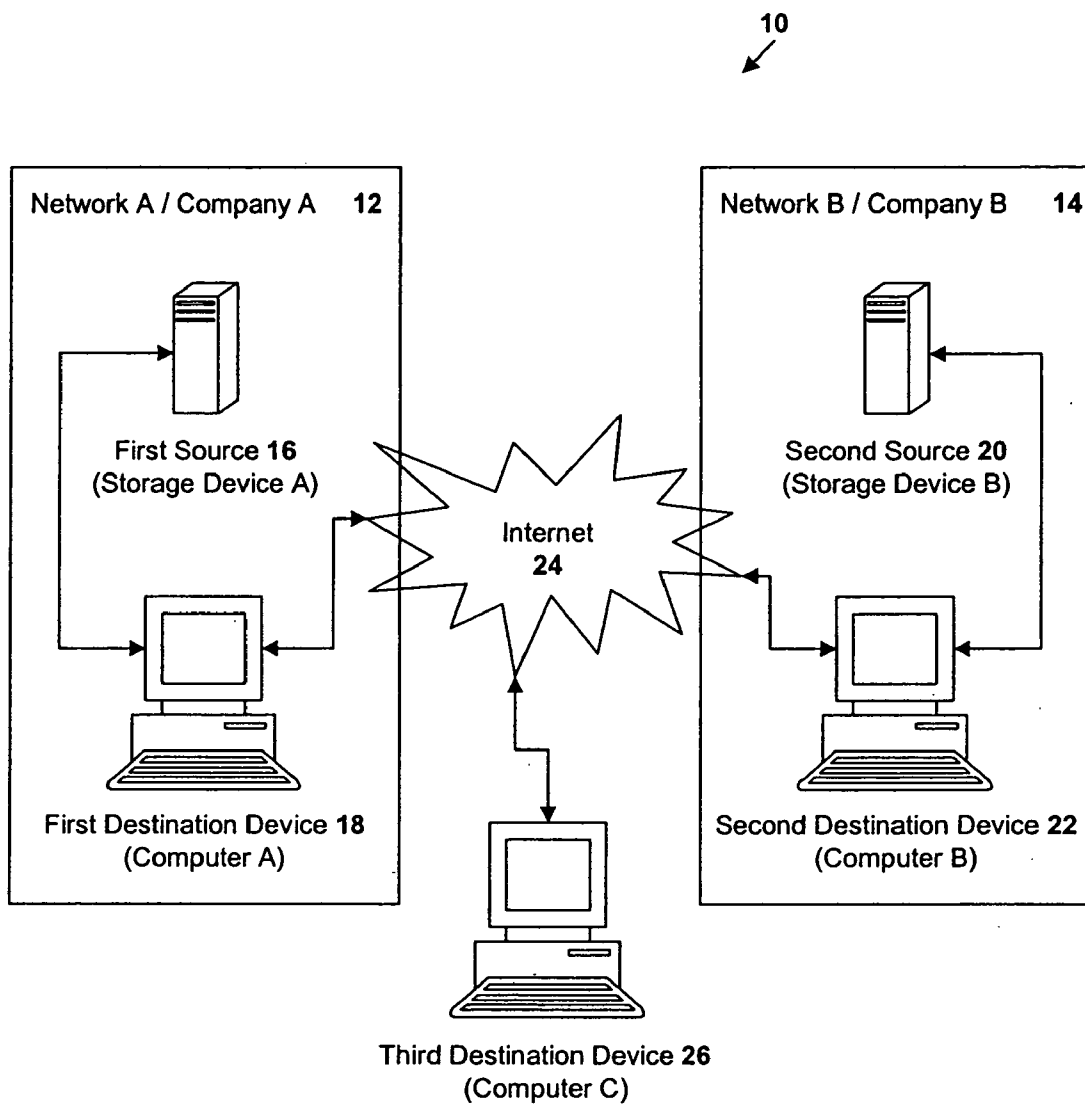 10
Network A / Company A 12
Network B / Company B 14
First Source 16
(Storage Device A)
Second Source 20
(Storage Device B)
Internet
24
First Destination Device 18
(Computer A)
Second Destination Device 22
(Computer B)
Third Destination Device 26
(Computer C)